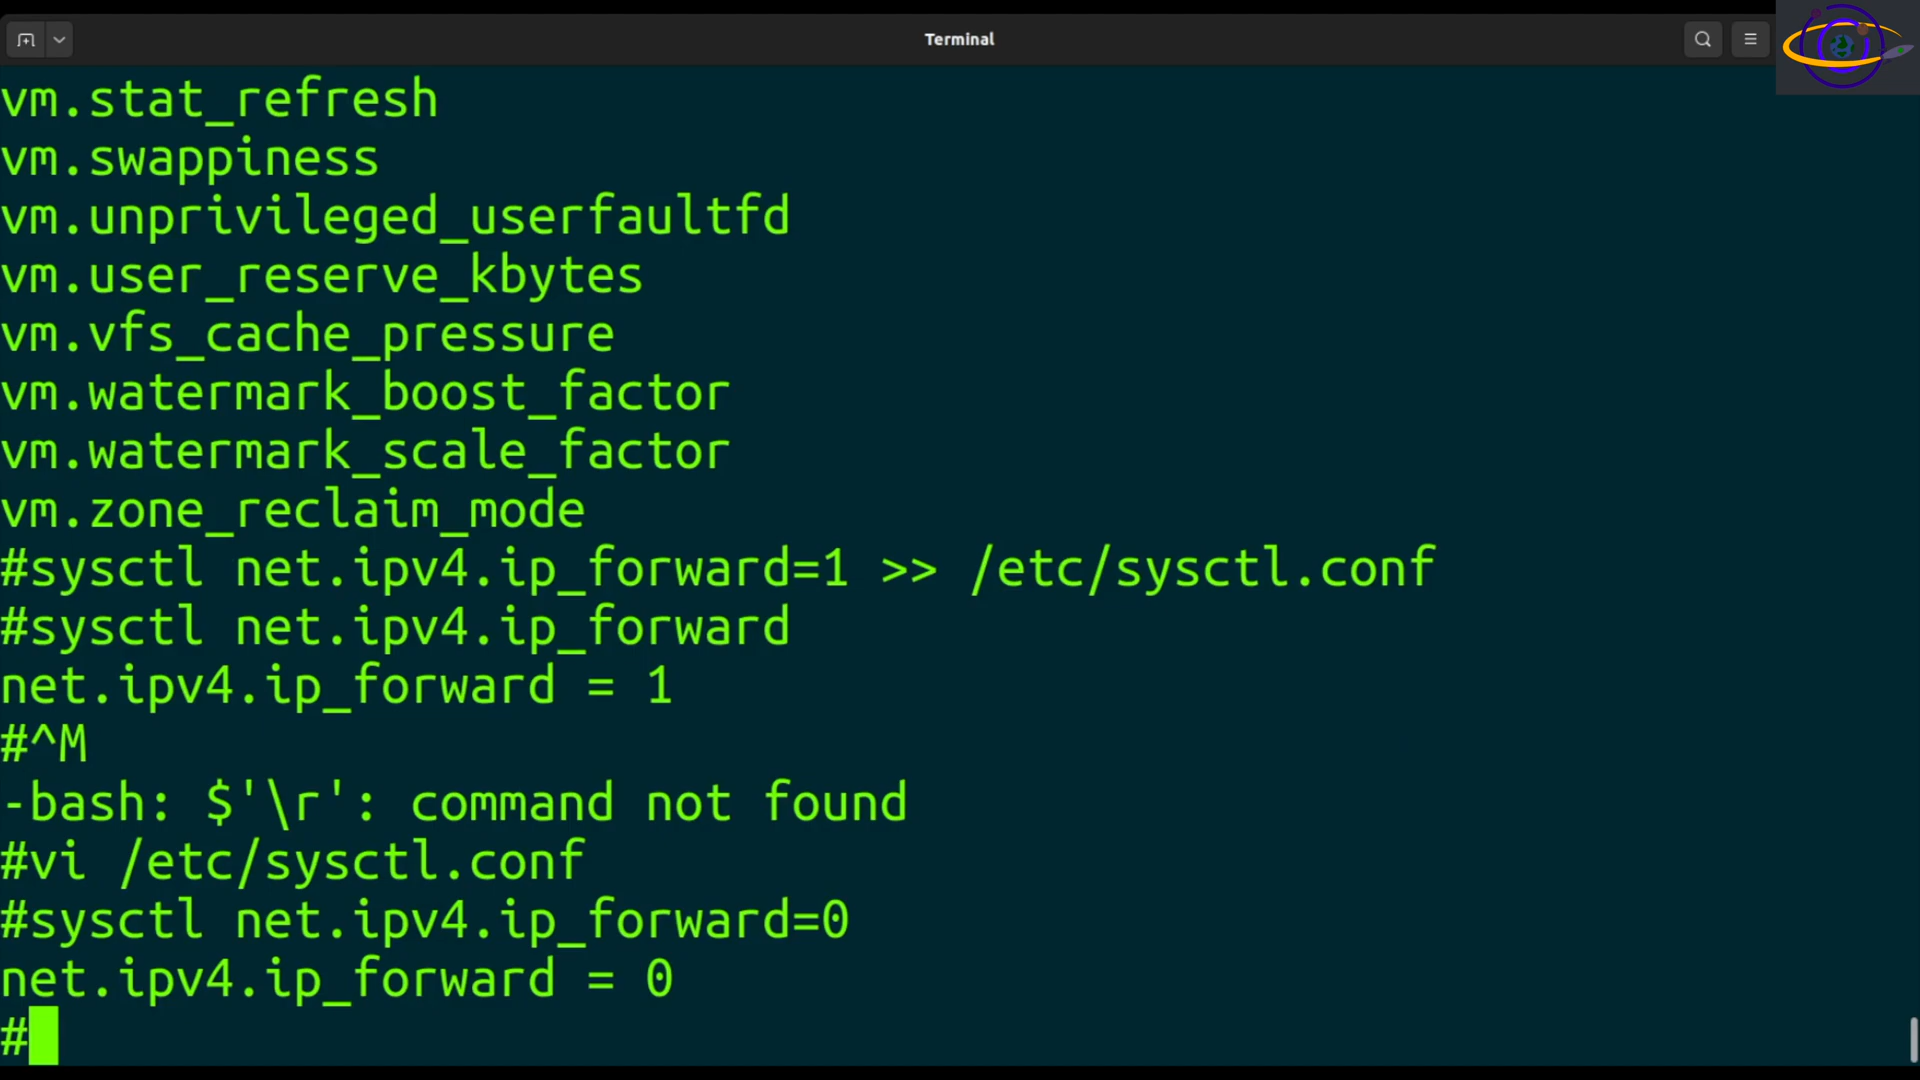 Terminal
vm.stat_refresh
vm.swappiness
vm.unprivileged_userfaultfd
vm.user_reserve_kbytes
vm.vfs_cache_pressure
vm.watermark_boost_factor
vm.watermark_scale_factor
vm.zone_reclaim_mode
#sysctl net.ipv4.ip_forward=1 >> /etc/sysctl.conf
#sysctl net.ipv4.ip_forward
net.ipv4.ip_forward = 1
#^M
-bash: $'\r': command not found
#vi /etc/sysctl.conf
#sysctl net.ipv4.ip_forward=0
net.ipv4.ip_forward = 0
#